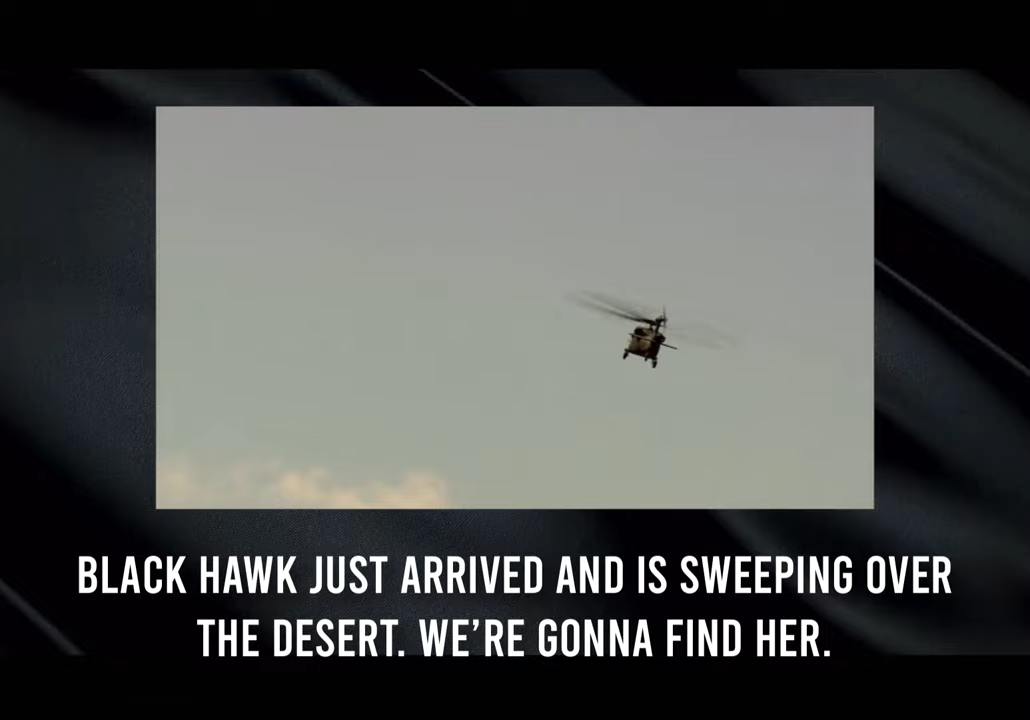 BLACK HAWK JUST ARRIVED AND IS SWEEPING OVER
THE DESERT. WE’RE GONNA FIND HER.